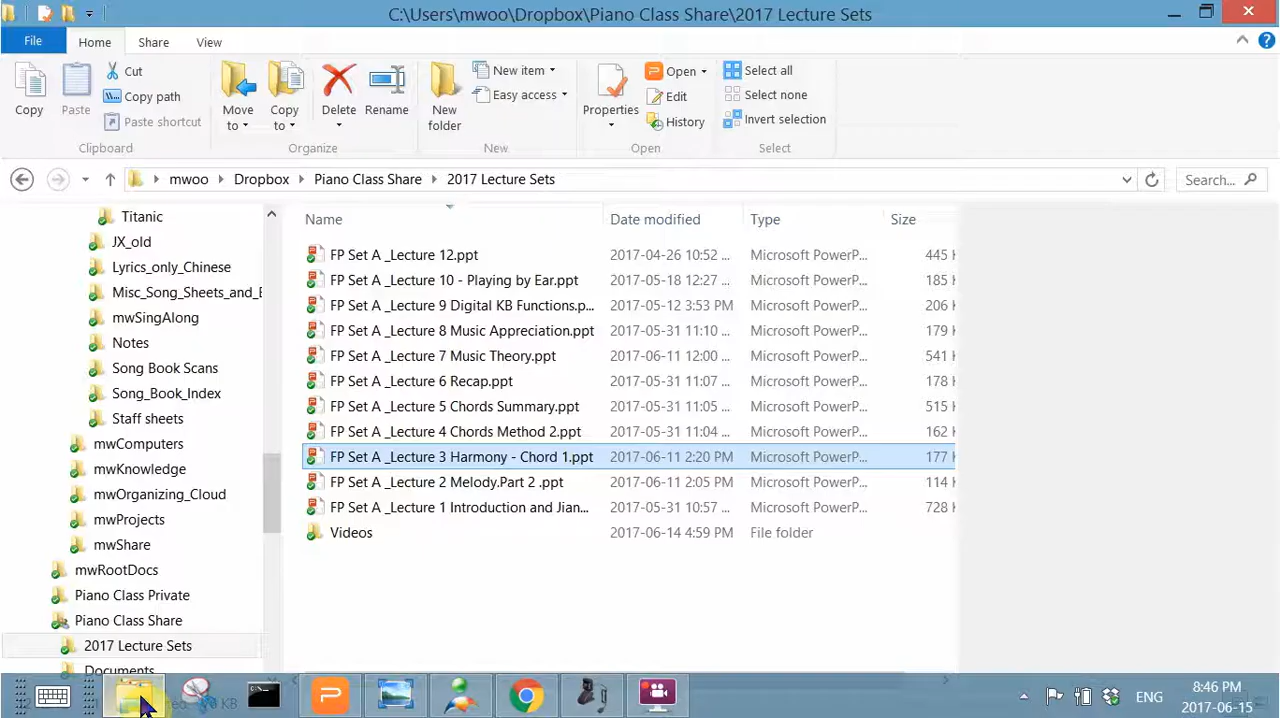 C:\Users\mwoo\Dropbox\Piano Class Share\2017 Lecture Sets
File Home Share View
Copy
Paste
Cut
Copy path
Paste shortcut
Clipboard
Move to
Copy to
Delete
Rename
Organize
New folder
New item
Easy access
New
Properties
Open
Edit
History
Open
Select all
Select none
Invert selection
Select
mwoo Dropbox Piano Class Share 2017 Lecture Sets
Search...
Titanic
JX_old
Lyrics_only_Chinese
Misc_Song_Sheets_and_E
mwSingAlong
Notes
Song Book Scans
Song_Book_Index
Staff sheets
mwComputers
mwKnowledge
mwOrganizing_Cloud
mwProjects
mwShare
mwRootDocs
Piano Class Private
Piano Class Share
2017 Lecture Sets
Documents
Name Date modified Type Size
FP Set A _Lecture 12.ppt 2017-04-26 10:52 ... Microsoft PowerP... 445 K
FP Set A _Lecture 10 - Playing by Ear.ppt 2017-05-18 12:27 ... Microsoft PowerP... 185 K
FP Set A _Lecture 9 Digital KB Functions.p... 2017-05-12 3:53 PM Microsoft PowerP... 206 K
FP Set A _Lecture 8 Music Appreciation.ppt 2017-05-31 11:10 ... Microsoft PowerP... 179 K
FP Set A _Lecture 7 Music Theory.ppt 2017-06-11 12:00 ... Microsoft PowerP... 541 K
FP Set A _Lecture 6 Recap.ppt 2017-05-31 11:07 ... Microsoft PowerP... 178 K
FP Set A _Lecture 5 Chords Summary.ppt 2017-05-31 11:05 ... Microsoft PowerP... 515 K
FP Set A _Lecture 4 Chords Method 2.ppt 2017-05-31 11:04 ... Microsoft PowerP... 162 K
FP Set A _Lecture 3 Harmony - Chord 1.ppt 2017-06-11 2:20 PM Microsoft PowerP... 177 K
FP Set A _Lecture 2 Melody.Part 2 .ppt 2017-06-11 2:05 PM Microsoft PowerP... 114 K
FP Set A _Lecture 1 Introduction and Jian... 2017-05-31 10:57 ... Microsoft PowerP... 728 K
Videos 2017-06-14 4:59 PM File folder
ENG
8:46 PM
2017-06-15